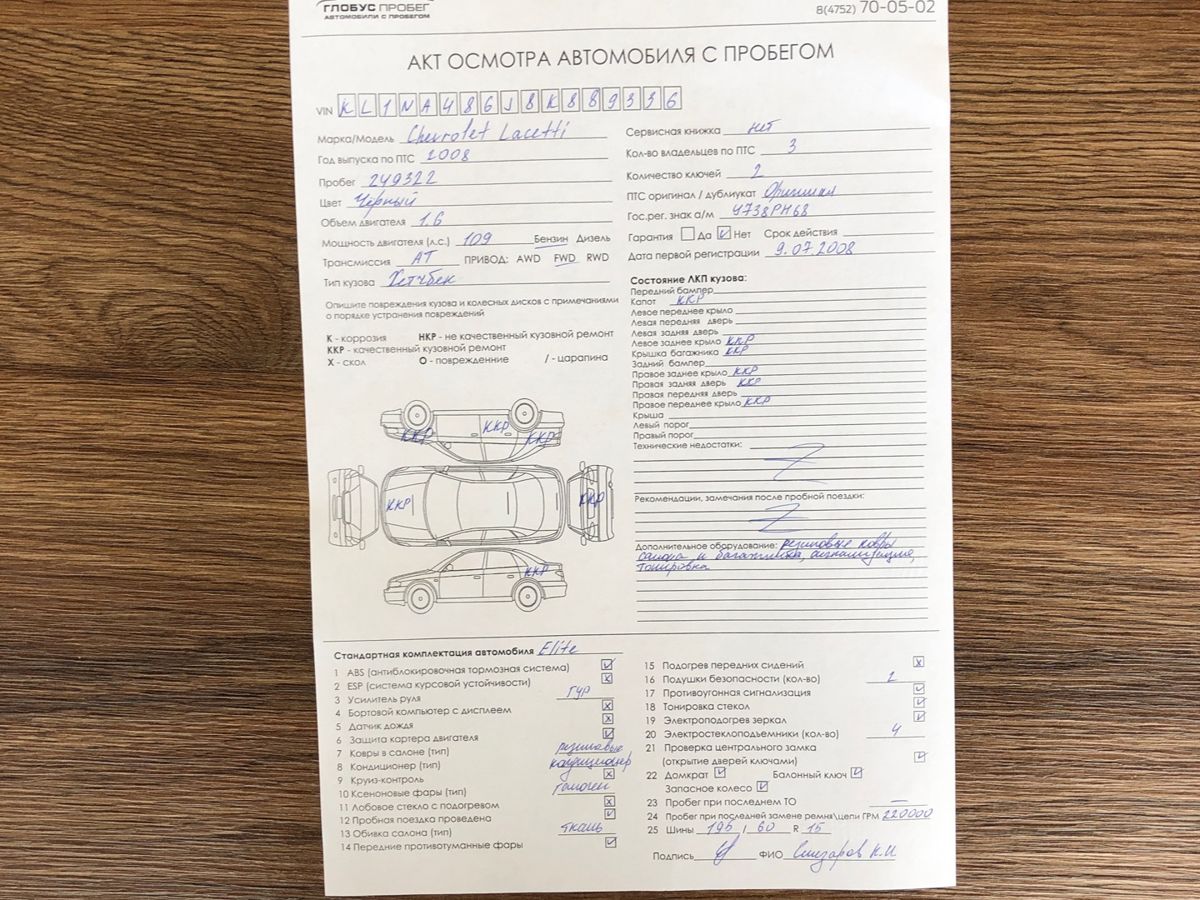 ГЛОБУС ПРОБЕГ
АВТОМОБИЛИ С ПРОБЕГОМ
8(4752) 70-05-02
АКТ ОСМОТРА АВТОМОБИЛЯ С ПРОБЕГОМ
VIN KL1NA486J8K889336
Марка/Модель Chevrolet Lacetti
Год выпуска по ПТС 2008
Пробег 249322
Цвет Чёрный
Объем двигателя 1.6
Мощность двигателя (л.с.) 109 Бензин Дизель
Трансмиссия АТ ПРИВОД: AWD FWD RWD
Тип кузова Хетчбек
Сервисная книжка нет
Кол-во владельцев по ПТС 3
Количество ключей 2
ПТС оригинал / дубликат Оригинал
Гос.рег. знак а/м У738РН68
Гарантия Да Нет Срок действия
Дата первой регистрации 9.07.2008
Опишите повреждения кузова и колесных дисков с примечаниями
о порядке устранения повреждений
К - коррозия НКР - не качественный кузовной ремонт
ККР - качественный кузовной ремонт
Х - скол О - повреждение / - царапина
ККР ККР ККР
ККР ККР
ККР
Состояние ЛКП кузова:
Передний бампер
Капот ККР
Левое переднее крыло
Левая передняя дверь
Левая задняя дверь
Левое заднее крыло ККР
Крышка багажника ККР
Задний бампер
Правое заднее крыло ККР
Правая задняя дверь ККР
Правая передняя дверь
Правое переднее крыло ККР
Крыша
Левый порог
Правый порог
Технические недостатки:
Рекомендации, замечания после пробной поездки:
Дополнительное оборудование: резиновые ковры
салона и багажника, сигнализация,
тонировка
Стандартная комплектация автомобиля Elite
1 ABS (антиблокировочная тормозная система)
2 ESP (система курсовой устойчивости)
3 Усилитель руля ГУР
4 Бортовой компьютер с дисплеем
5 Датчик дождя
6 Защита картера двигателя
7 Ковры в салоне (тип) резиновые
8 Кондиционер (тип) кондиционер
9 Круиз-контроль
10 Ксеноновые фары (тип) галоген
11 Лобовое стекло с подогревом
12 Пробная поездка проведена
13 Обивка салона (тип) ткань
14 Передние противотуманные фары
15 Подогрев передних сидений
16 Подушки безопасности (кол-во) 2
17 Противоугонная сигнализация
18 Тонировка стекол
19 Электроподогрев зеркал
20 Электростеклоподъемники (кол-во) 4
21 Проверка центрального замка
(открытие дверей ключами)
22 Домкрат Балонный ключ
Запасное колесо
23 Пробег при последнем ТО —
24 Пробег при последней замене ремня\цепи ГРМ 220000
25 Шины 195 / 60 R 15
Подпись ФИО